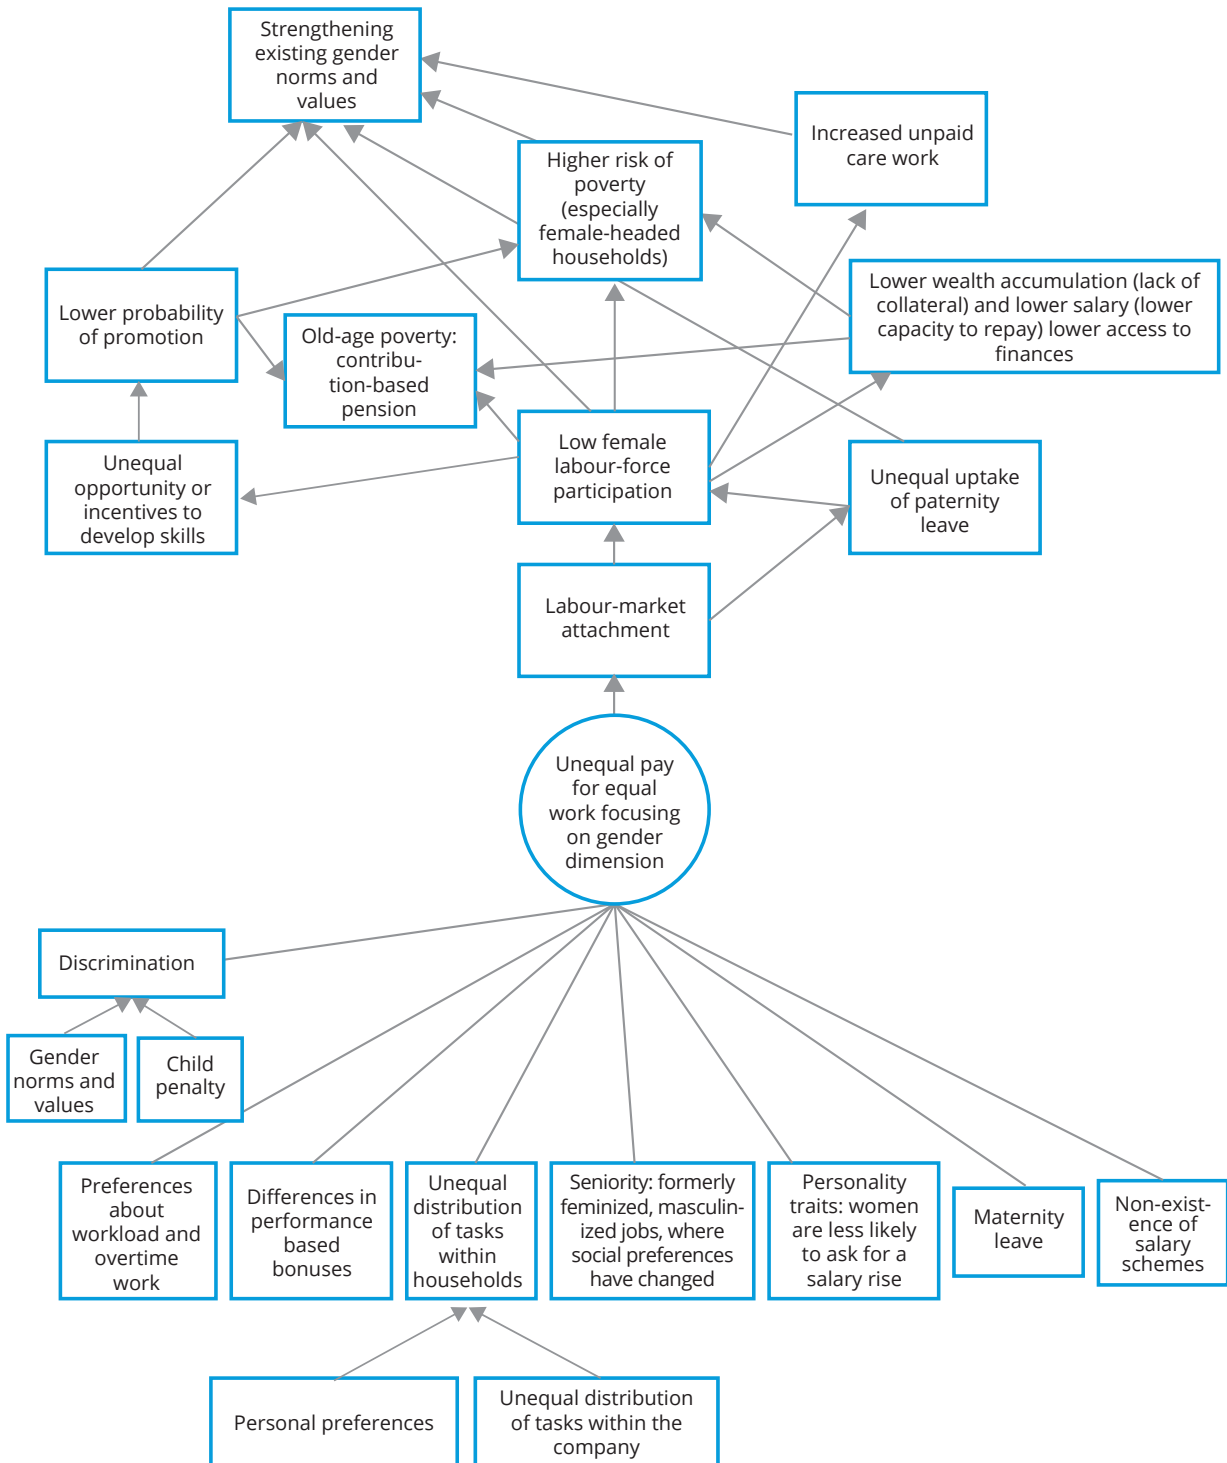 Strengthening
existing gender
norms and
values
Increased unpaid
care work
Higher risk of
poverty
(especially
female-headed
households)
Lower wealth accumulation (lack of
collateral) and lower salary (lower
capacity to repay) lower access to
finances
Lower probability
of promotion
Old-age poverty:
contribu-
tion-based
pension
Low female
labour-force
participation
Unequal
opportunity or
incentives to
develop skills
Unequal uptake
of paternity
leave
Labour-market
attachment
Unequal pay
for equal
work focusing
on gender
dimension
Discrimination
Gender
norms and
values
Child
penalty
Preferences
about
workload and
overtime
work
Differences in
performance
based
bonuses
Unequal
distribution
of tasks
within
households
Seniority: formerly
feminized, masculin-
ized jobs, where
social preferences
have changed
Personality
traits: women
are less likely
to ask for a
salary rise
Maternity
leave
Non-exist-
ence of
salary
schemes
Personal preferences
Unequal distribution
of tasks within the
company